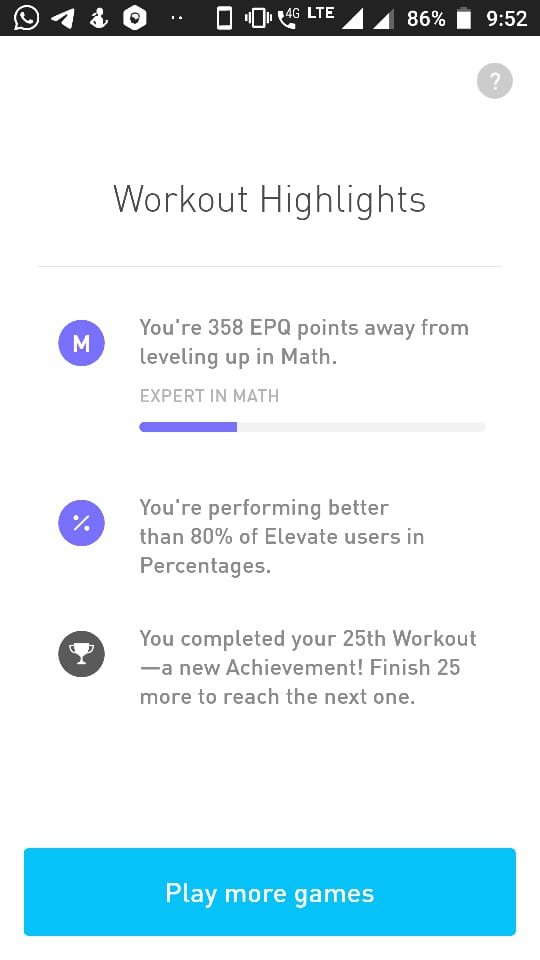 4G LTE 86% 9:52
?
Workout Highlights
M
You're 358 EPQ points away from
leveling up in Math.
EXPERT IN MATH
%
You're performing better
than 80% of Elevate users in
Percentages.
You completed your 25th Workout
—a new Achievement! Finish 25
more to reach the next one.
Play more games